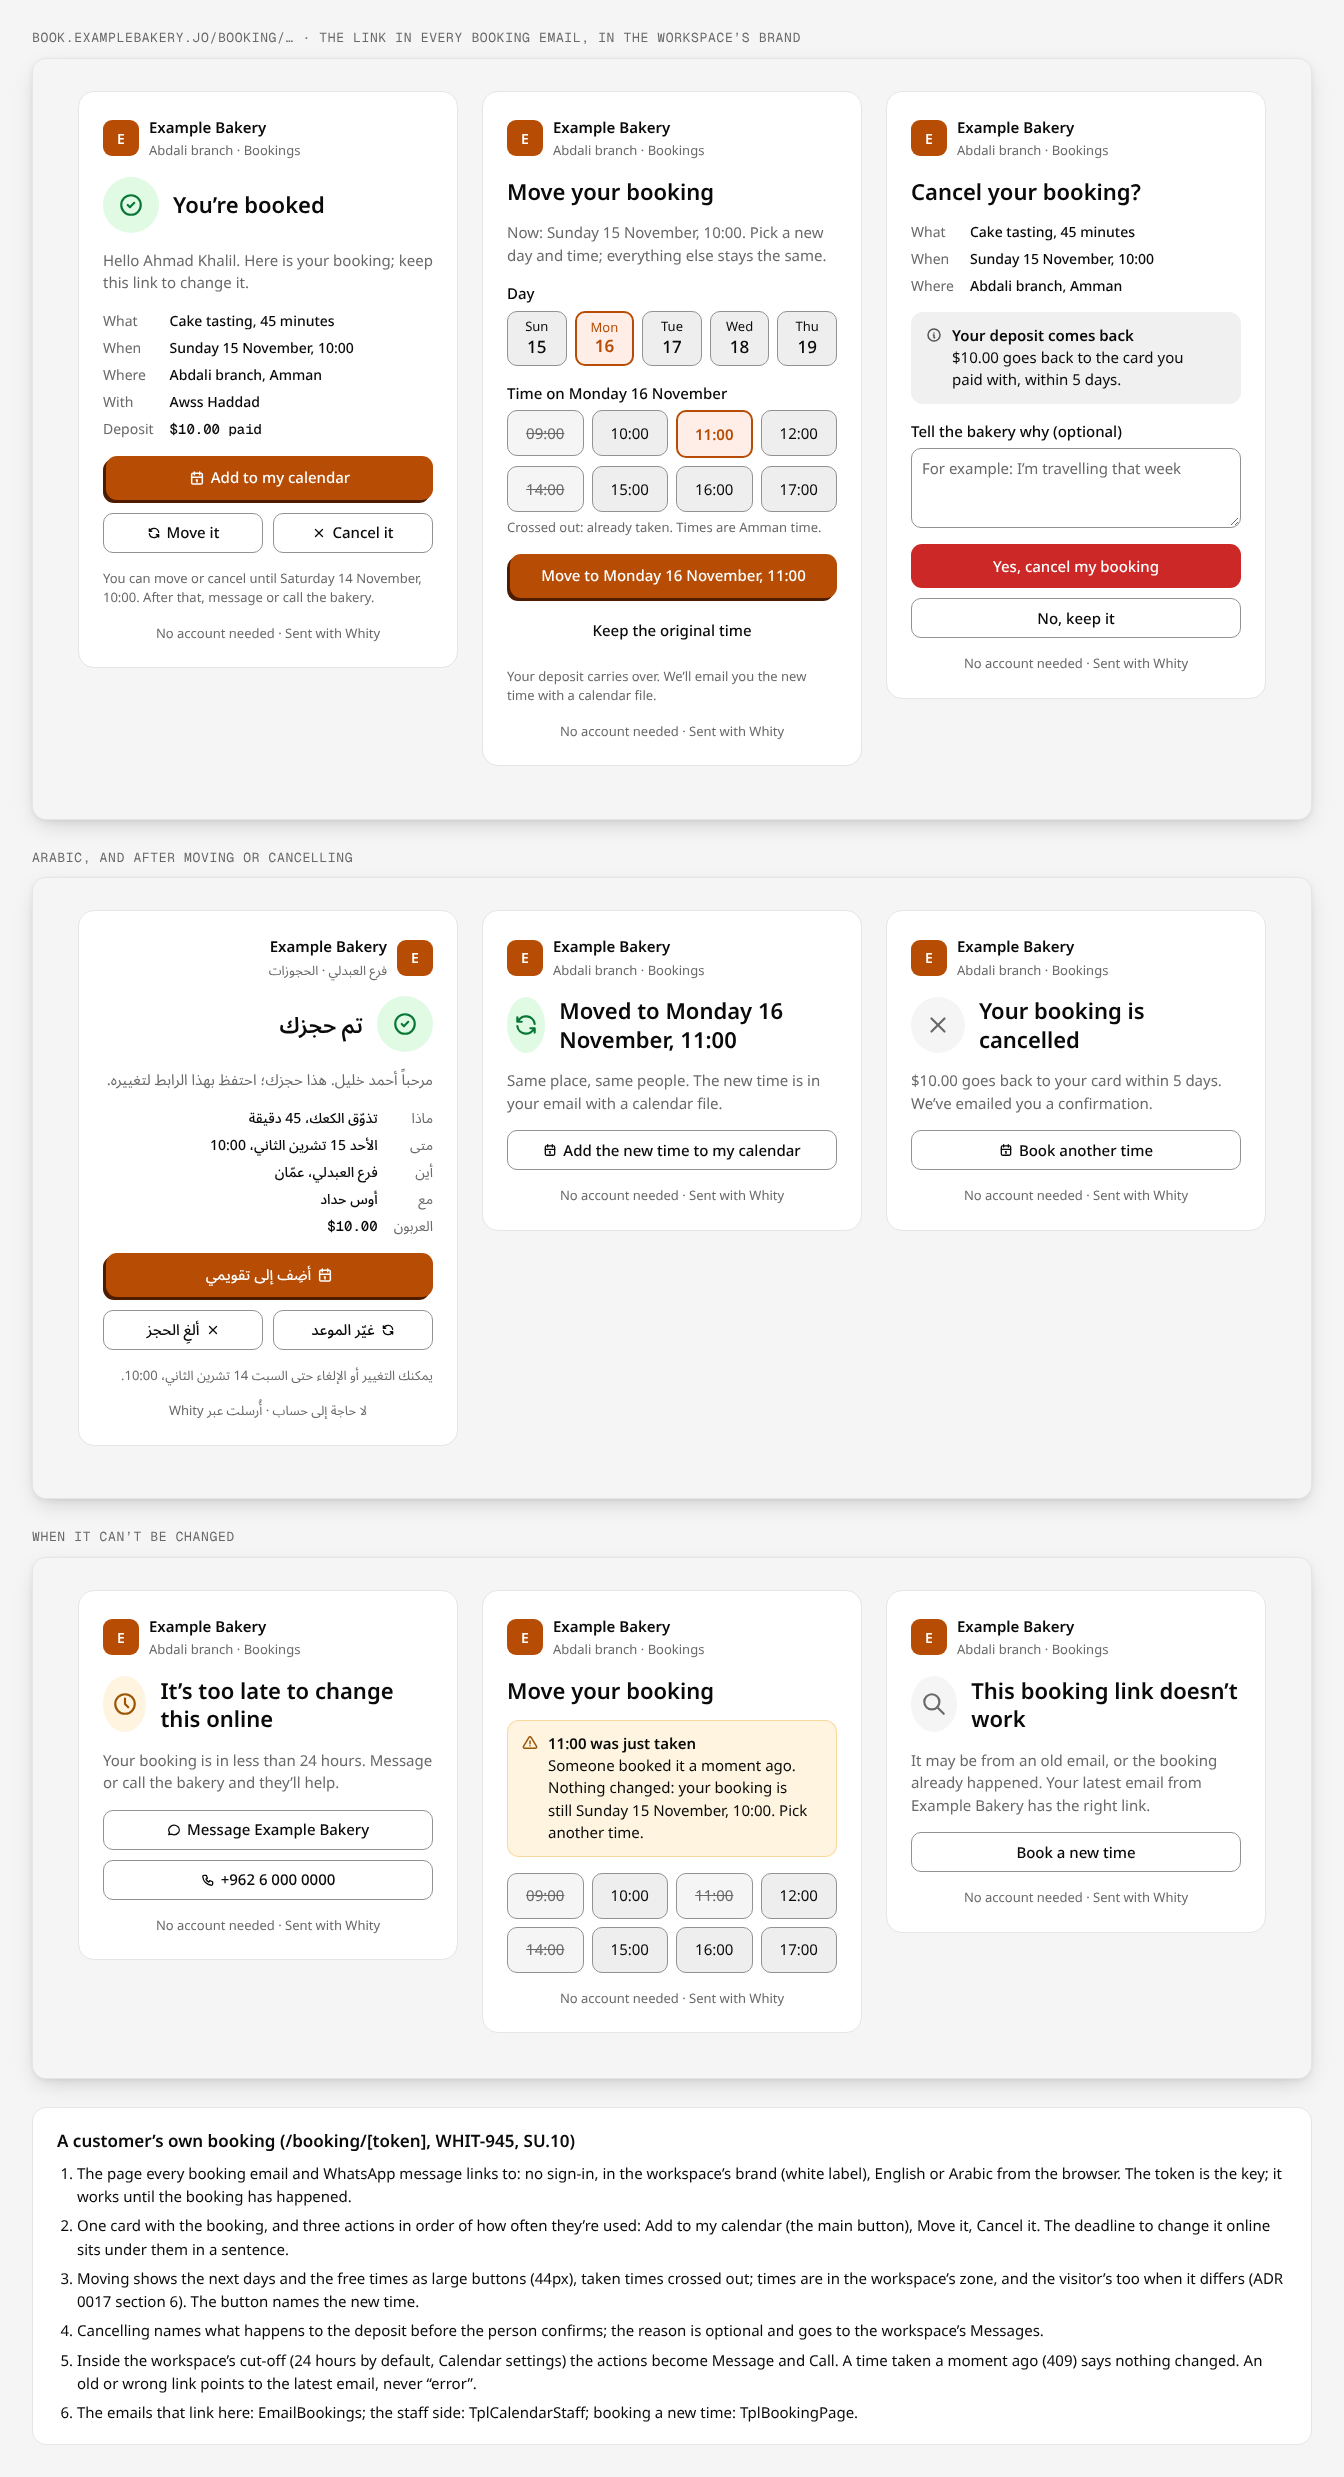 BOOK.EXAMPLEBAKERY.JO/BOOKING/… · THE LINK IN EVERY BOOKING EMAIL, IN THE WORKSPACE’S BRAND
E
Example Bakery
Abdali branch · Bookings
You’re booked
Hello Ahmad Khalil. Here is your booking; keep
this link to change it.
What Cake tasting, 45 minutes
When Sunday 15 November, 10:00
Where Abdali branch, Amman
With Awss Haddad
Deposit $10.00 paid
Add to my calendar
Move it
Cancel it
You can move or cancel until Saturday 14 November,
10:00. After that, message or call the bakery.
No account needed · Sent with Whity
E
Example Bakery
Abdali branch · Bookings
Move your booking
Now: Sunday 15 November, 10:00. Pick a new
day and time; everything else stays the same.
Day
Sun Mon Tue Wed Thu
15 16 17 18 19
Time on Monday 16 November
09:00 10:00 11:00 12:00
14:00 15:00 16:00 17:00
Crossed out: already taken. Times are Amman time.
Move to Monday 16 November, 11:00
Keep the original time
Your deposit carries over. We’ll email you the new
time with a calendar file.
No account needed · Sent with Whity
E
Example Bakery
Abdali branch · Bookings
Cancel your booking?
What Cake tasting, 45 minutes
When Sunday 15 November, 10:00
Where Abdali branch, Amman
Your deposit comes back
$10.00 goes back to the card you
paid with, within 5 days.
Tell the bakery why (optional)
For example: I’m travelling that week
Yes, cancel my booking
No, keep it
No account needed · Sent with Whity
ARABIC, AND AFTER MOVING OR CANCELLING
E
Example Bakery
فرع العبدلي · الحجوزات
تم حجزك
مرحباً أحمد خليل. هذا حجزك؛ احتفظ بهذا الرابط لتغييره.
ماذا تذوّق الكعك، 45 دقيقة
متى الأحد 15 تشرين الثاني، 10:00
أين فرع العبدلي، عمّان
مع أوس حداد
العربون $10.00
أضِف إلى تقويمي
غيّر الموعد
ألغِ الحجز
يمكنك التغيير أو الإلغاء حتى السبت 14 تشرين الثاني، 10:00.
لا حاجة إلى حساب · أُرسلت عبر Whity
E
Example Bakery
Abdali branch · Bookings
Moved to Monday 16
November, 11:00
Same place, same people. The new time is in
your email with a calendar file.
Add the new time to my calendar
No account needed · Sent with Whity
E
Example Bakery
Abdali branch · Bookings
Your booking is
cancelled
$10.00 goes back to your card within 5 days.
We’ve emailed you a confirmation.
Book another time
No account needed · Sent with Whity
WHEN IT CAN’T BE CHANGED
E
Example Bakery
Abdali branch · Bookings
It’s too late to change
this online
Your booking is in less than 24 hours. Message
or call the bakery and they’ll help.
Message Example Bakery
+962 6 000 0000
No account needed · Sent with Whity
E
Example Bakery
Abdali branch · Bookings
Move your booking
11:00 was just taken
Someone booked it a moment ago.
Nothing changed: your booking is
still Sunday 15 November, 10:00. Pick
another time.
09:00 10:00 11:00 12:00
14:00 15:00 16:00 17:00
No account needed · Sent with Whity
E
Example Bakery
Abdali branch · Bookings
This booking link doesn’t
work
It may be from an old email, or the booking
already happened. Your latest email from
Example Bakery has the right link.
Book a new time
No account needed · Sent with Whity
A customer’s own booking (/booking/[token], WHIT-945, SU.10)
1. The page every booking email and WhatsApp message links to: no sign-in, in the workspace’s brand (white label), English or Arabic from the browser. The token is the key; it
works until the booking has happened.
2. One card with the booking, and three actions in order of how often they’re used: Add to my calendar (the main button), Move it, Cancel it. The deadline to change it online
sits under them in a sentence.
3. Moving shows the next days and the free times as large buttons (44px), taken times crossed out; times are in the workspace’s zone, and the visitor’s too when it differs (ADR
0017 section 6). The button names the new time.
4. Cancelling names what happens to the deposit before the person confirms; the reason is optional and goes to the workspace’s Messages.
5. Inside the workspace’s cut-off (24 hours by default, Calendar settings) the actions become Message and Call. A time taken a moment ago (409) says nothing changed. An
old or wrong link points to the latest email, never “error”.
6. The emails that link here: EmailBookings; the staff side: TplCalendarStaff; booking a new time: TplBookingPage.